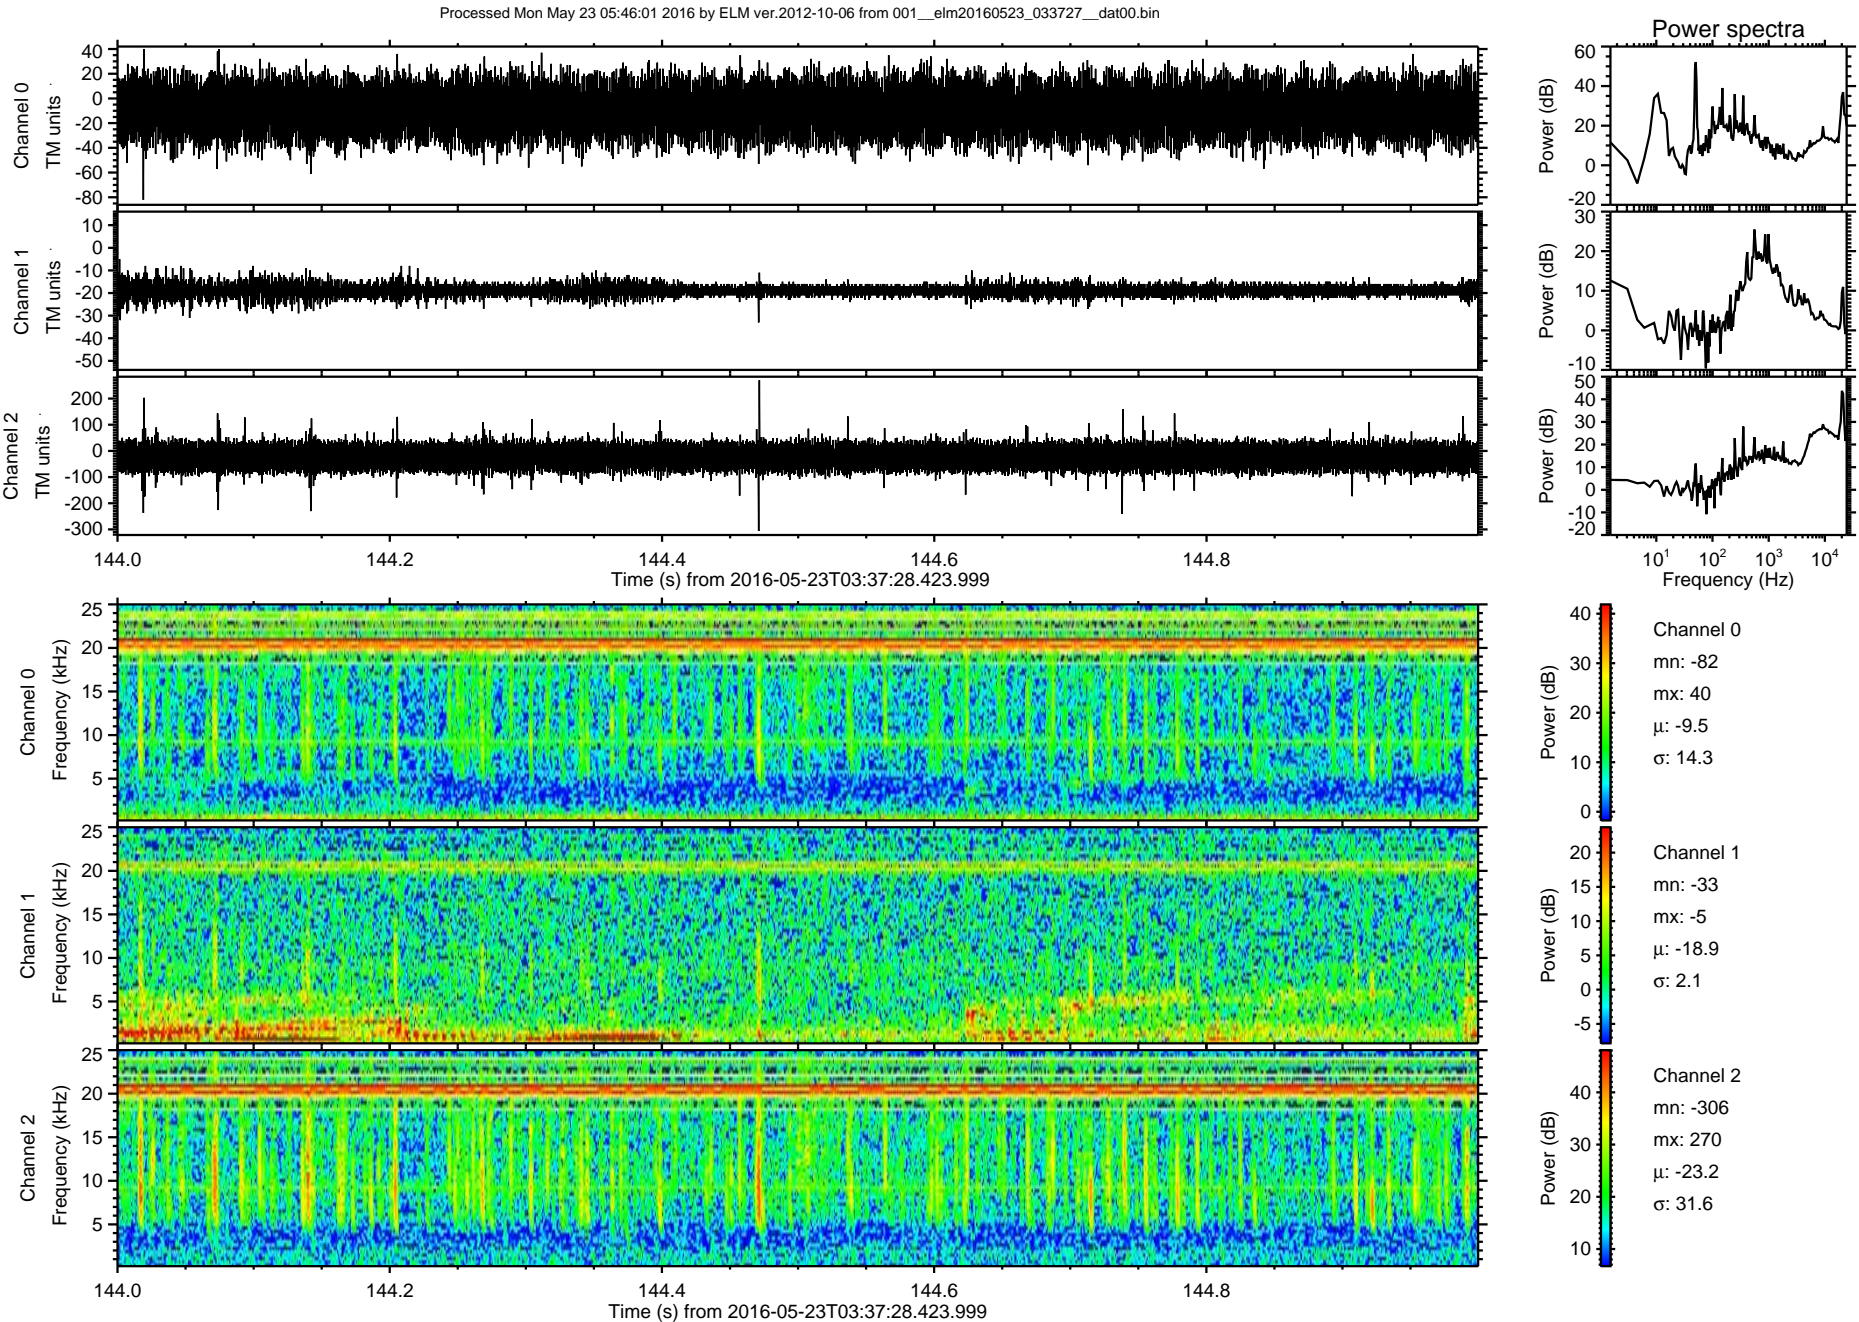 Processed Mon May 23 05:46:01 2016 by ELM ver.2012-10-06 from 001__elm20160523_033727__dat00.bin
Power spectra
Channel 0
TM units
40
20
0
-20
-40
-60
-80
Power (dB)
60
40
20
0
-20
Channel 1
TM units
10
0
-10
-20
-30
-40
-50
Power (dB)
30
20
10
0
-10
Channel 2
TM units
200
100
0
-100
-200
-300
Power (dB)
50
40
30
20
10
0
-10
-20
144.0 144.2 144.4 144.6 144.8
Time (s) from 2016-05-23T03:37:28.423.999
10^1 10^2 10^3 10^4
Frequency (Hz)
Channel 0
Frequency (kHz)
25
20
15
10
5
Power (dB)
40
30
20
10
0
Channel 0
mn: -82
mx: 40
μ: -9.5
σ: 14.3
Channel 1
Frequency (kHz)
25
20
15
10
5
Power (dB)
20
15
10
5
0
-5
Channel 1
mn: -33
mx: -5
μ: -18.9
σ: 2.1
Channel 2
Frequency (kHz)
25
20
15
10
5
Power (dB)
40
30
20
10
Channel 2
mn: -306
mx: 270
μ: -23.2
σ: 31.6
144.0 144.2 144.4 144.6 144.8
Time (s) from 2016-05-23T03:37:28.423.999